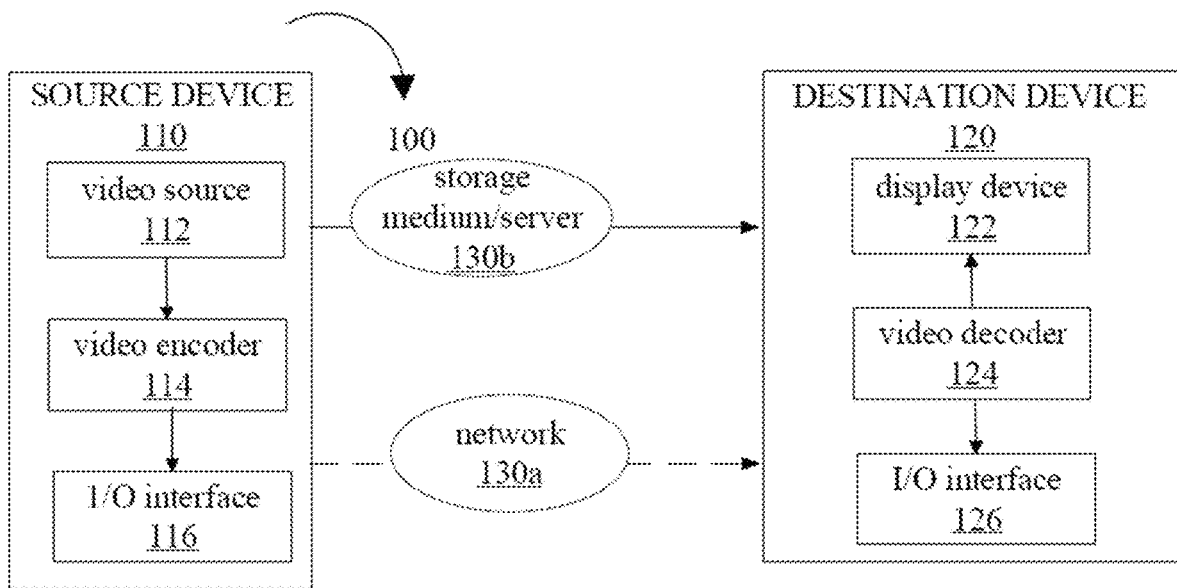 SOURCE DEVICE
110
video source
112
video encoder
114
I/O interface
116
100
storage
medium/server
130b
network
130a
DESTINATION DEVICE
120
display device
122
video decoder
124
I/O interface
126